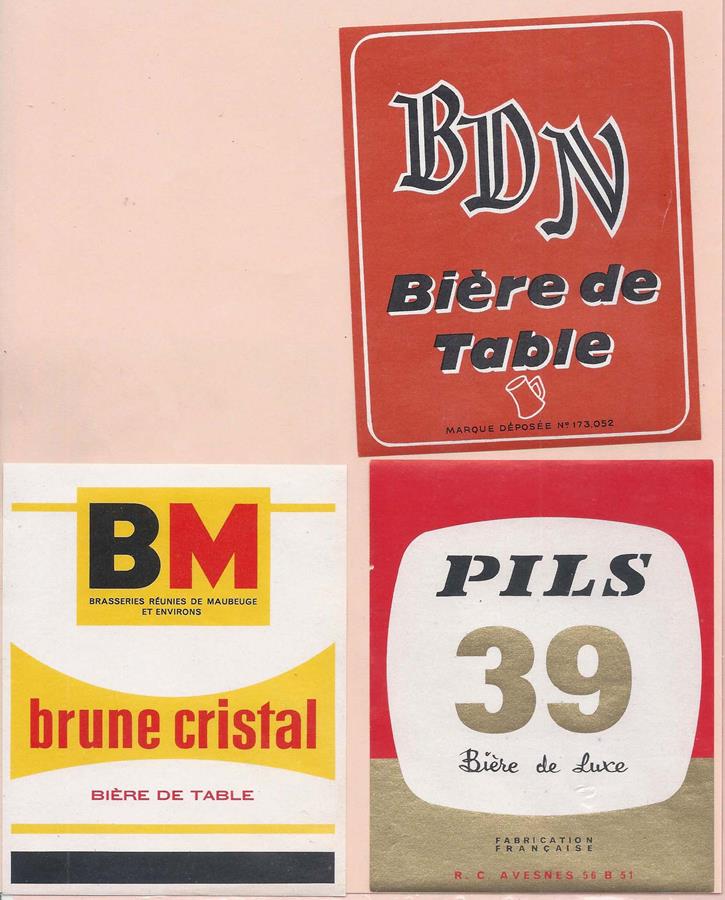 BDN
Bière de
Table
MARQUE DÉPOSÉE Nº 173.052
BM
BRASSERIES RÉUNIES DE MAUBEUGE
ET ENVIRONS
brune cristal
BIÈRE DE TABLE
PILS
39
Bière de Luxe
FABRICATION
FRANÇAISE
R. C. AVESNES 56 B 51